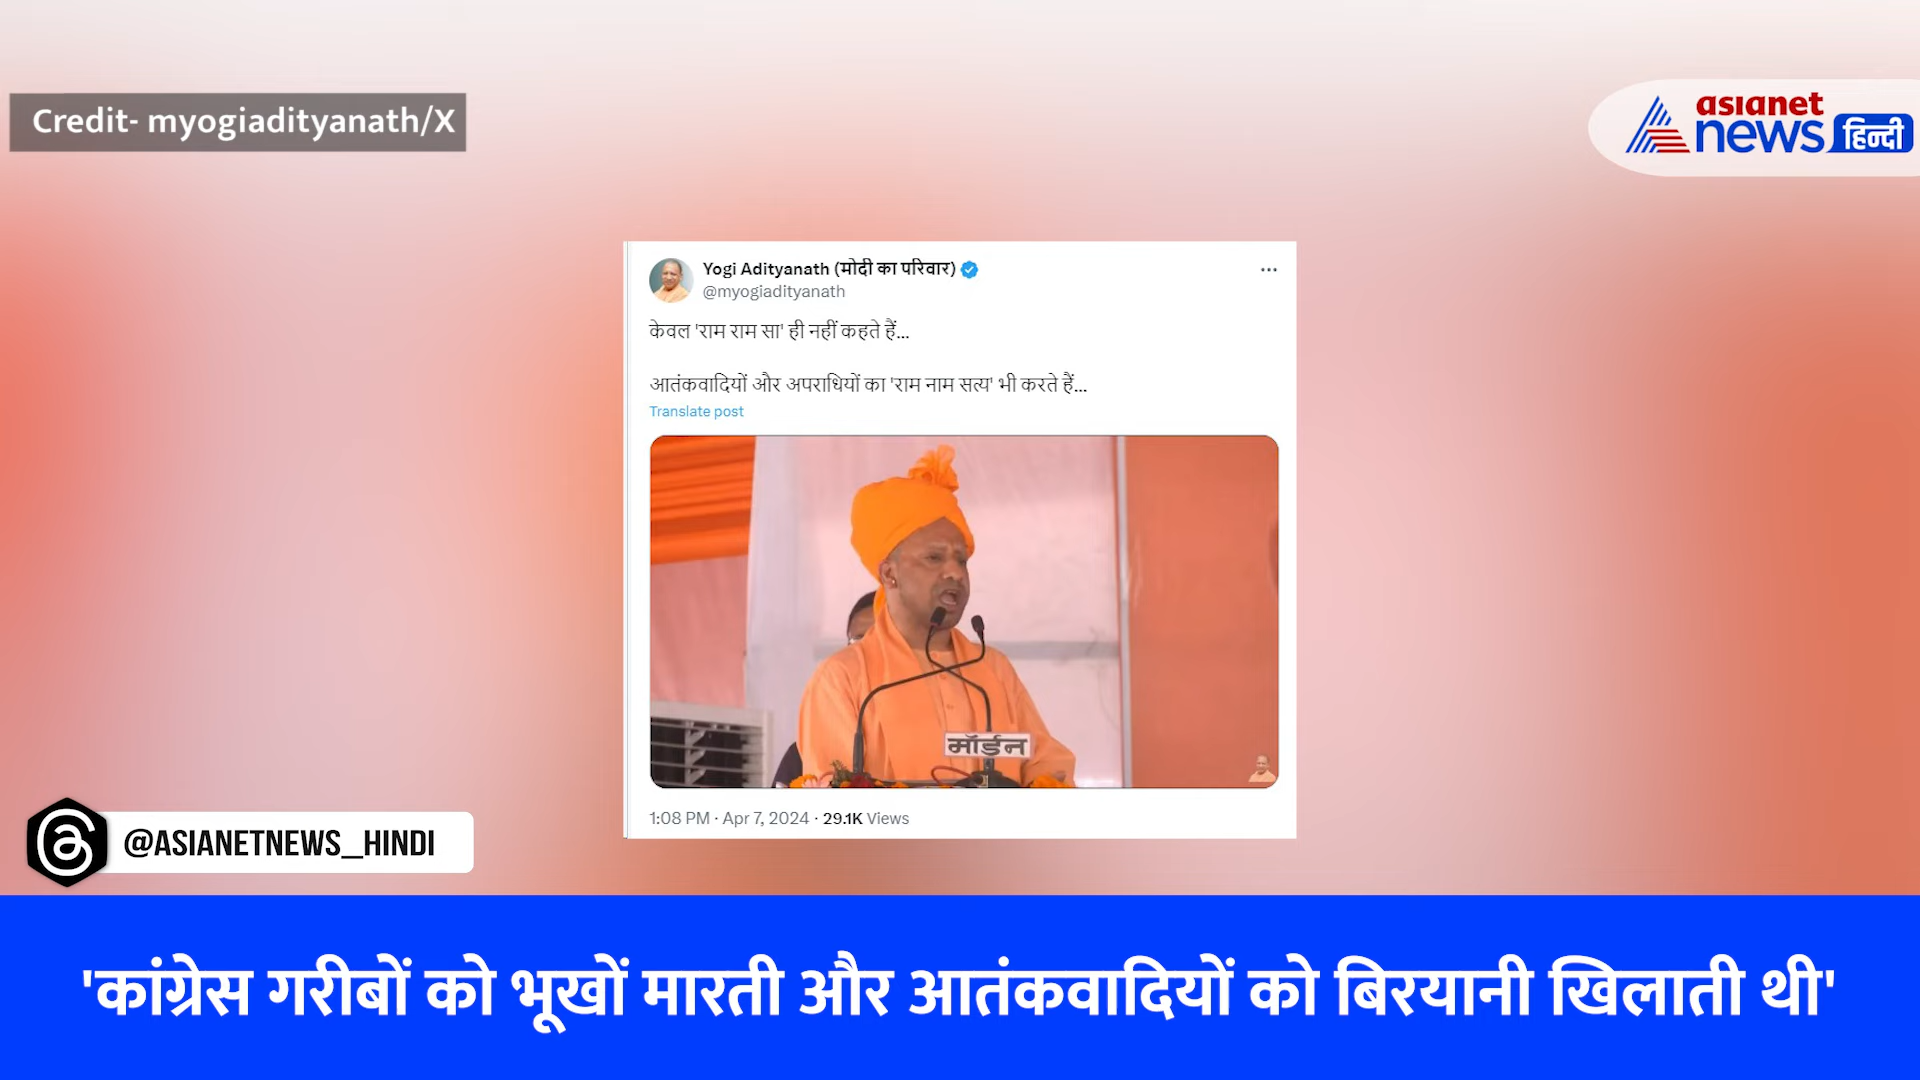 Credit- myogiadityanath/X
asıanet
news हिन्दी
Yogi Adityanath (मोदी का परिवार)
@myogiadityanath
केवल 'राम राम सा' ही नहीं कहते हैं...
आतंकवादियों और अपराधियों का 'राम नाम सत्य' भी करते हैं...
Translate post
मॉर्डन
1:08 PM · Apr 7, 2024 · 29.1K Views
@ASIANETNEWS_HINDI
'कांग्रेस गरीबों को भूखों मारती और आतंकवादियों को बिरयानी खिलाती थी'